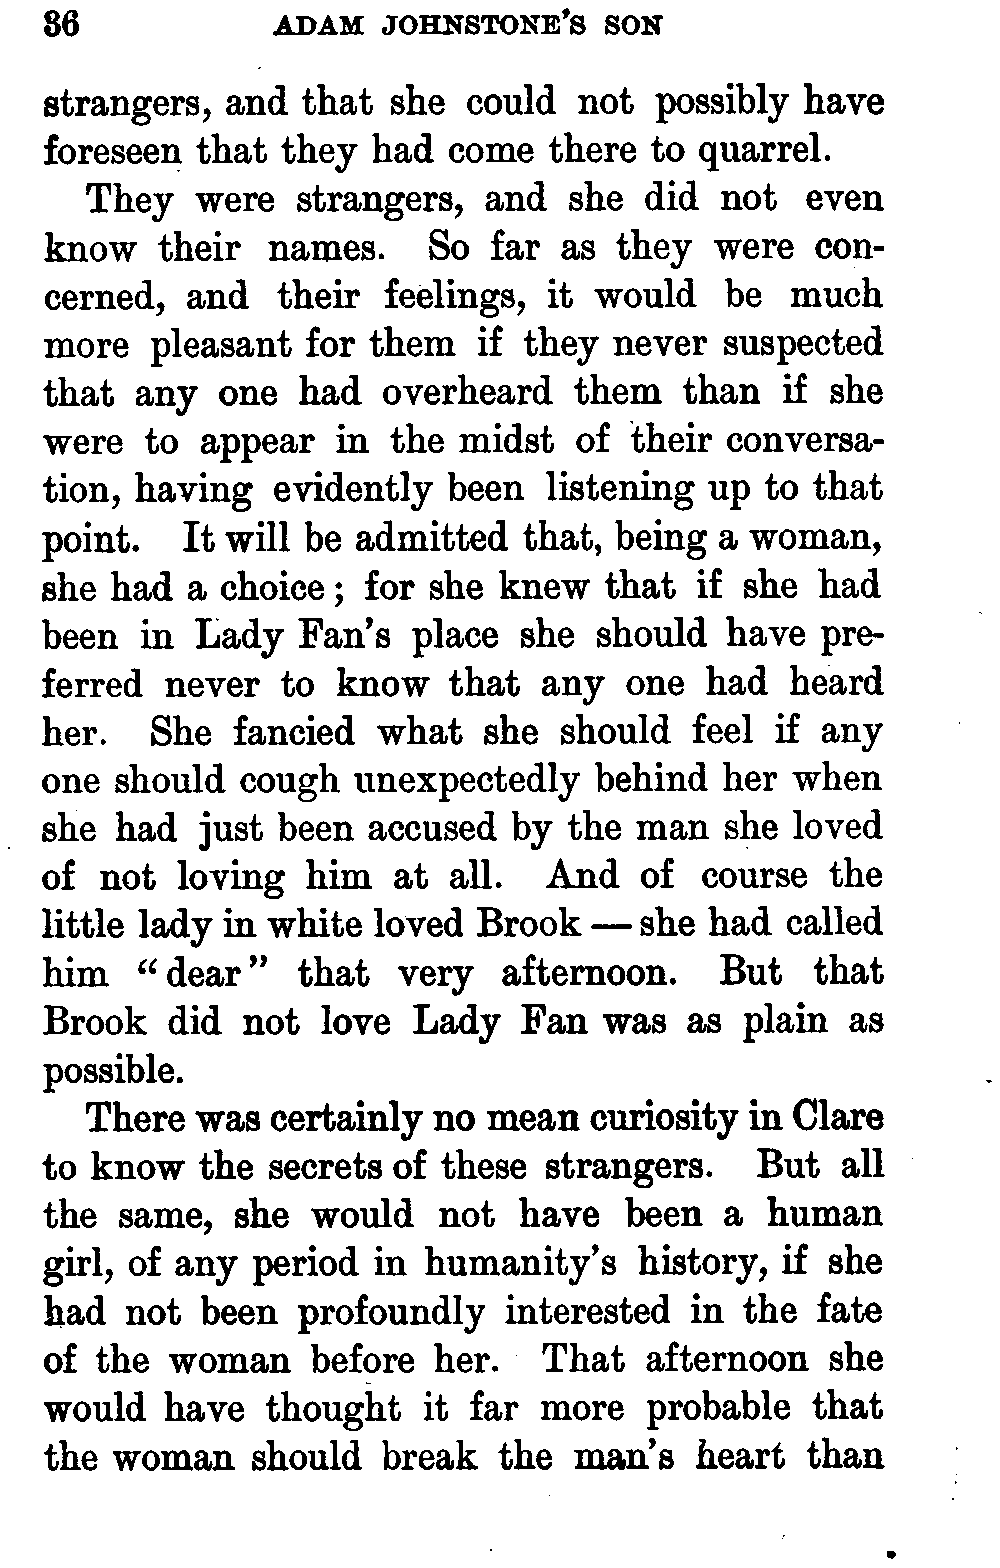 36 ADAM JOHNSTONE'S SON
strangers, and that she could not possibly have
foreseen that they had come there to quarrel.
They were strangers, and she did not even
know their names. So far as they were con-
cerned, and their feelings, it would be much
more pleasant for them if they never suspected
that any one had overheard them than if she
were to appear in the midst of their conversa-
tion, having evidently been listening up to that
point. It will be admitted that, being a woman,
she had a choice; for she knew that if she had
been in Lady Fan's place she should have pre-
ferred never to know that any one had heard
her. She fancied what she should feel if any
one should cough unexpectedly behind her when
she had just been accused by the man she loved
of not loving him at all. And of course the
little lady in white loved Brook — she had called
him "dear" that very afternoon. But that
Brook did not love Lady Fan was as plain as
possible.
There was certainly no mean curiosity in Clare
to know the secrets of these strangers. But all
the same, she would not have been a human
girl, of any period in humanity's history, if she
had not been profoundly interested in the fate
of the woman before her. That afternoon she
would have thought it far more probable that
the woman should break the man's heart than